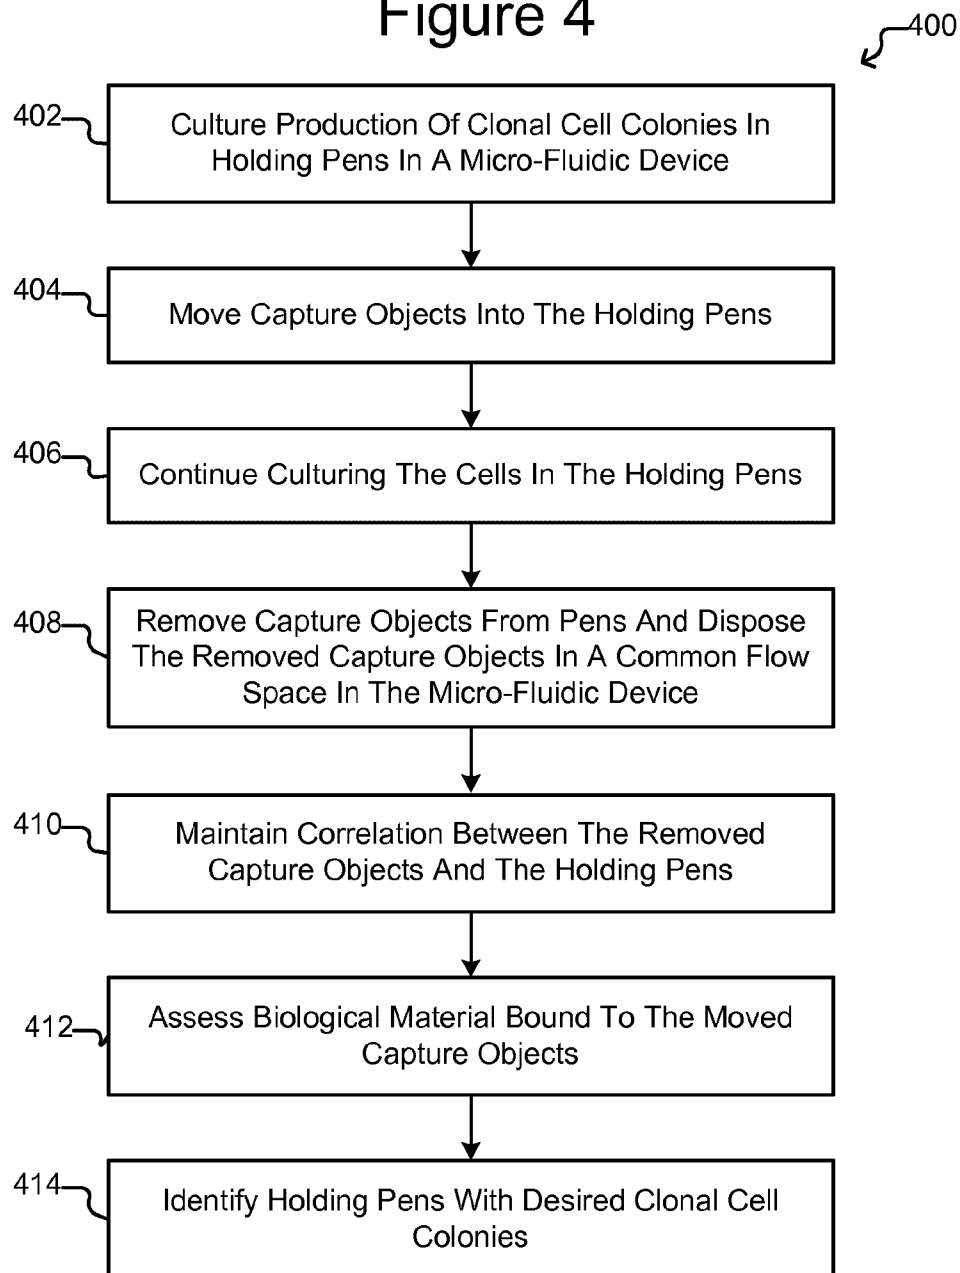 Figure 4
400
402
Culture Production Of Clonal Cell Colonies In
Holding Pens In A Micro-Fluidic Device
404
Move Capture Objects Into The Holding Pens
406
Continue Culturing The Cells In The Holding Pens
408
Remove Capture Objects From Pens And Dispose
The Removed Capture Objects In A Common Flow
Space In The Micro-Fluidic Device
410
Maintain Correlation Between The Removed
Capture Objects And The Holding Pens
412
Assess Biological Material Bound To The Moved
Capture Objects
414
Identify Holding Pens With Desired Clonal Cell
Colonies